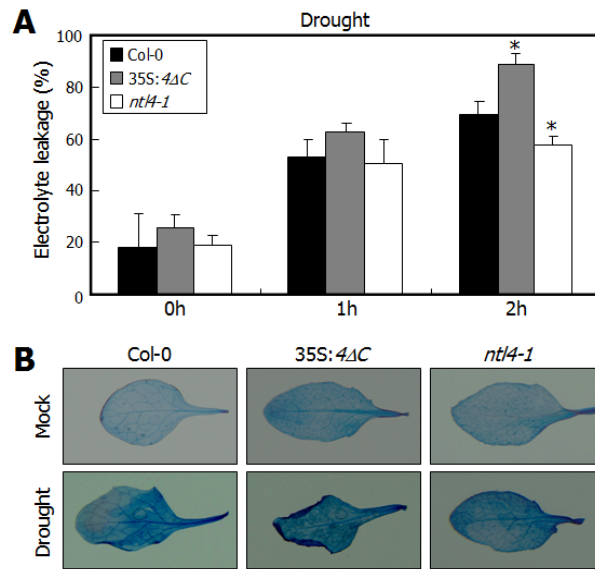 A
Drought
Electrolyte leakage (%)
100
80
60
40
20
0
Col-0
35S:4ΔC
ntl4-1
*
*
0h 1h 2h
B
Col-0 35S:4ΔC ntl4-1
Mock
Drought